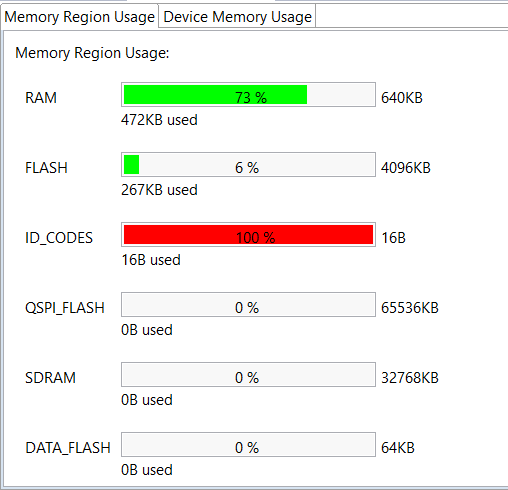 Memory Region Usage Device Memory Usage
Memory Region Usage:
RAM 73 % 640KB
472KB used
FLASH 6 % 4096KB
267KB used
ID_CODES 100 % 16B
16B used
QSPI_FLASH 0 % 65536KB
0B used
SDRAM 0 % 32768KB
0B used
DATA_FLASH 0 % 64KB
0B used